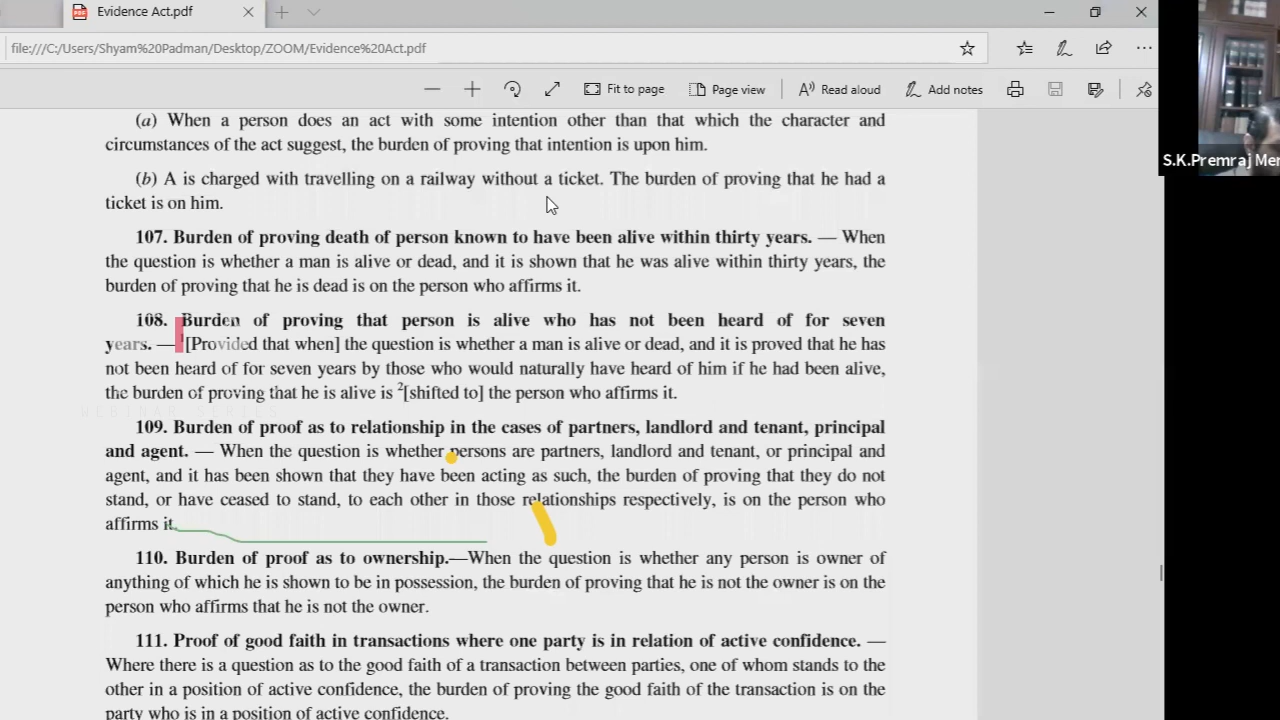 Evidence Act.pdf
file:///C:/Users/Shyam%20Padman/Desktop/ZOOM/Evidence%20Act.pdf
Fit to page
Page view
Read aloud
Add notes
S.K.Premraj Mer
(a) When a person does an act with some intention other than that which the character and
circumstances of the act suggest, the burden of proving that intention is upon him.
(b) A is charged with travelling on a railway without a ticket. The burden of proving that he had a
ticket is on him.
107. Burden of proving death of person known to have been alive within thirty years. — When
the question is whether a man is alive or dead, and it is shown that he was alive within thirty years, the
burden of proving that he is dead is on the person who affirms it.
108. Burden of proving that person is alive who has not been heard of for seven
years. — 1[Provided that when] the question is whether a man is alive or dead, and it is proved that he has
not been heard of for seven years by those who would naturally have heard of him if he had been alive,
the burden of proving that he is alive is 2[shifted to] the person who affirms it.
WEBINAR SERIES
109. Burden of proof as to relationship in the cases of partners, landlord and tenant, principal
and agent. — When the question is whether persons are partners, landlord and tenant, or principal and
agent, and it has been shown that they have been acting as such, the burden of proving that they do not
stand, or have ceased to stand, to each other in those relationships respectively, is on the person who
affirms it.
110. Burden of proof as to ownership.—When the question is whether any person is owner of
anything of which he is shown to be in possession, the burden of proving that he is not the owner is on the
person who affirms that he is not the owner.
111. Proof of good faith in transactions where one party is in relation of active confidence. —
Where there is a question as to the good faith of a transaction between parties, one of whom stands to the
other in a position of active confidence, the burden of proving the good faith of the transaction is on the
party who is in a position of active confidence.